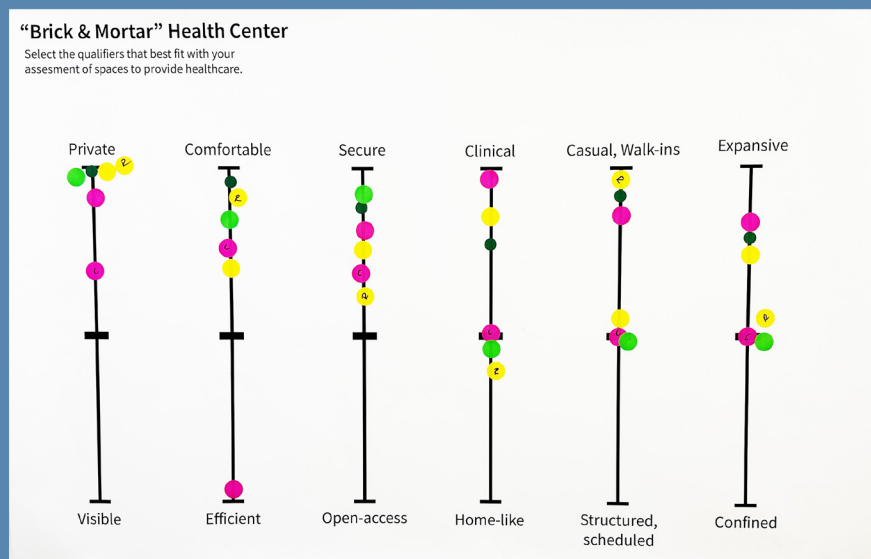 “Brick & Mortar” Health Center
Select the qualifiers that best fit with your
assesment of spaces to provide healthcare.
Private
Comfortable
Secure
Clinical
Casual, Walk-ins
Expansive
Visible
Efficient
Open-access
Home-like
Structured,
scheduled
Confined